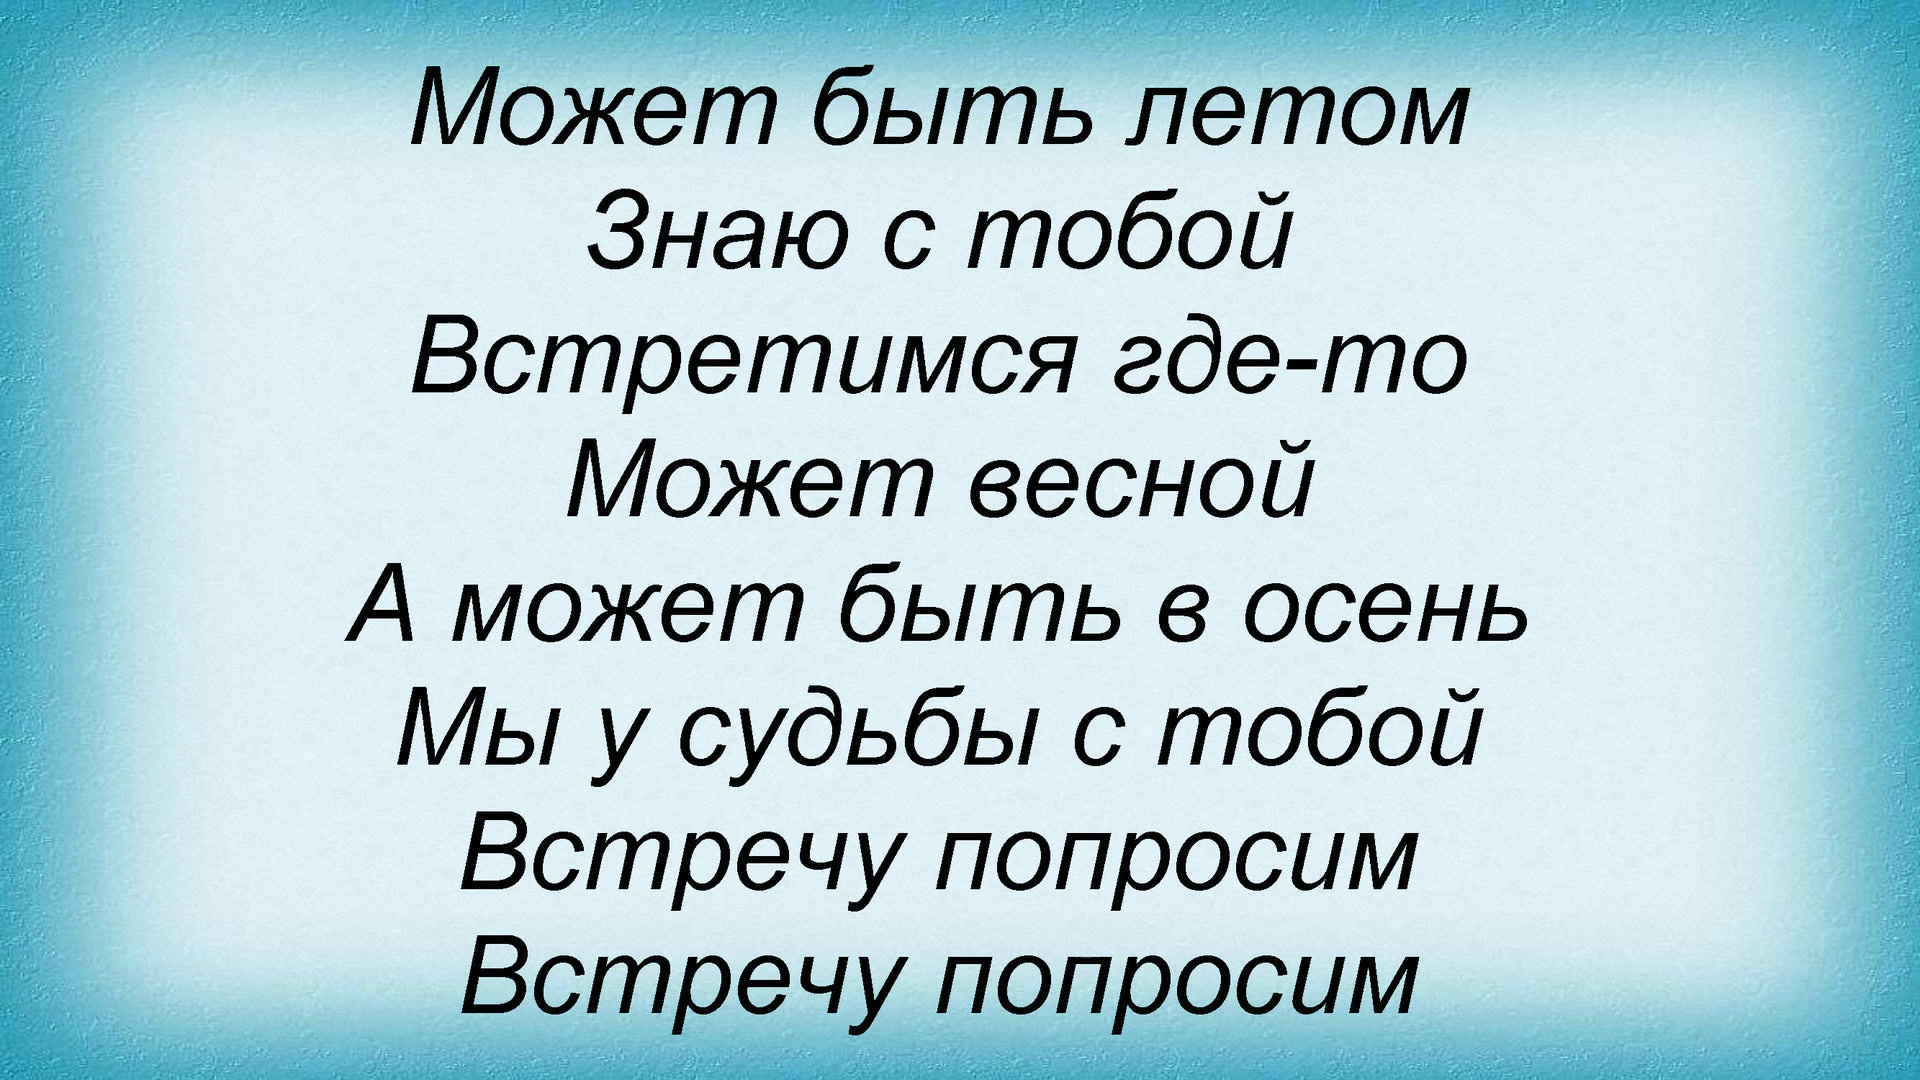 Может быть летом
Знаю с тобой
Встретимся где-то
Может весной
А может быть в осень
Мы у судьбы с тобой
Встречу попросим
Встречу попросим